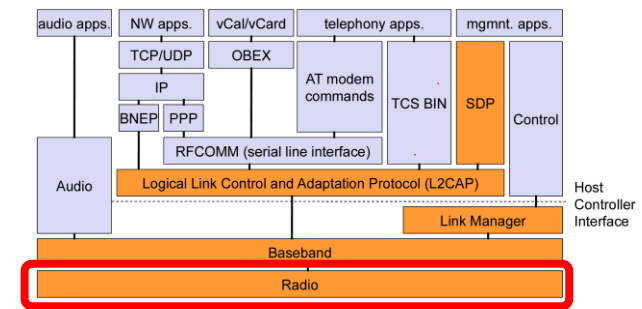 audio apps. NW apps. vCal/vCard telephony apps. mgmnt. apps.
TCP/UDP OBEX
AT modem
commands
TCS BIN SDP
IP
Control
BNEP PPP
RFCOMM (serial line interface)
Audio
Logical Link Control and Adaptation Protocol (L2CAP)
Host
Controller
Interface
Link Manager
Baseband
Radio